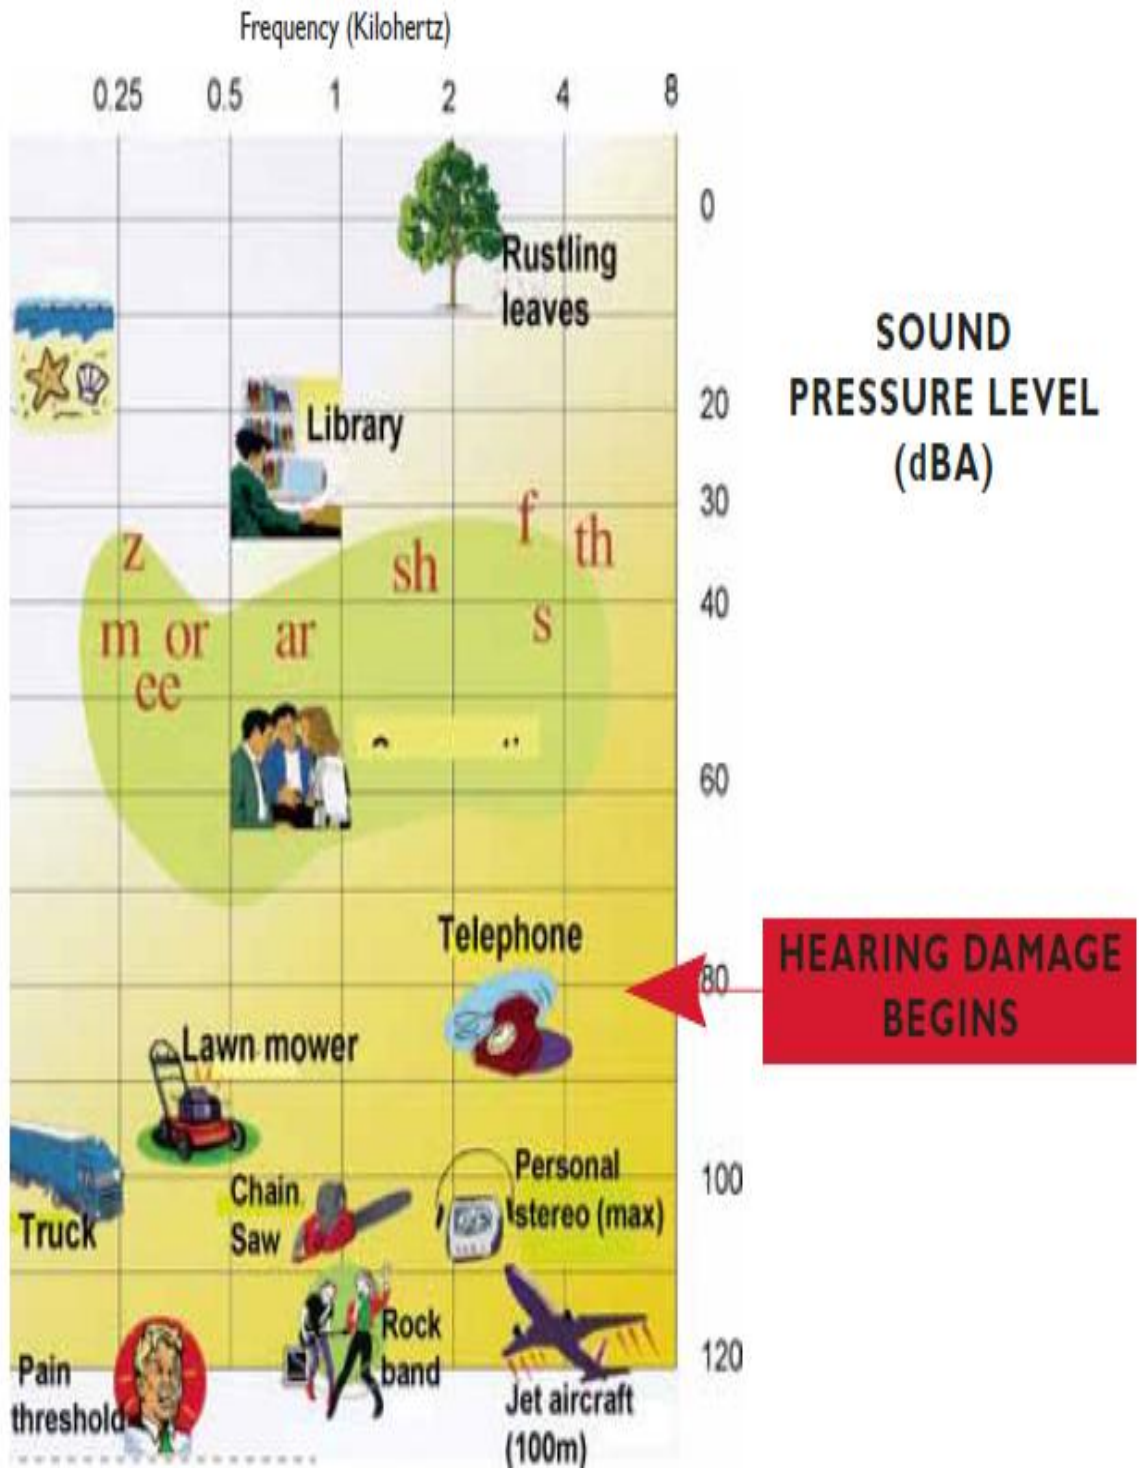 Frequency (Kilohertz)
0.25 0.5 1 2 4 8
0
Rustling
leaves
SOUND
PRESSURE LEVEL
(dBA)
20
Library
30
f
z
sh
th
40
m or
ar
s
ee
60
Telephone
80
HEARING DAMAGE
BEGINS
Lawn mower
100
Personal
stereo (max)
Chain
Saw
Truck
Rock
band
120
Pain
threshold
Jet aircraft
(100m)